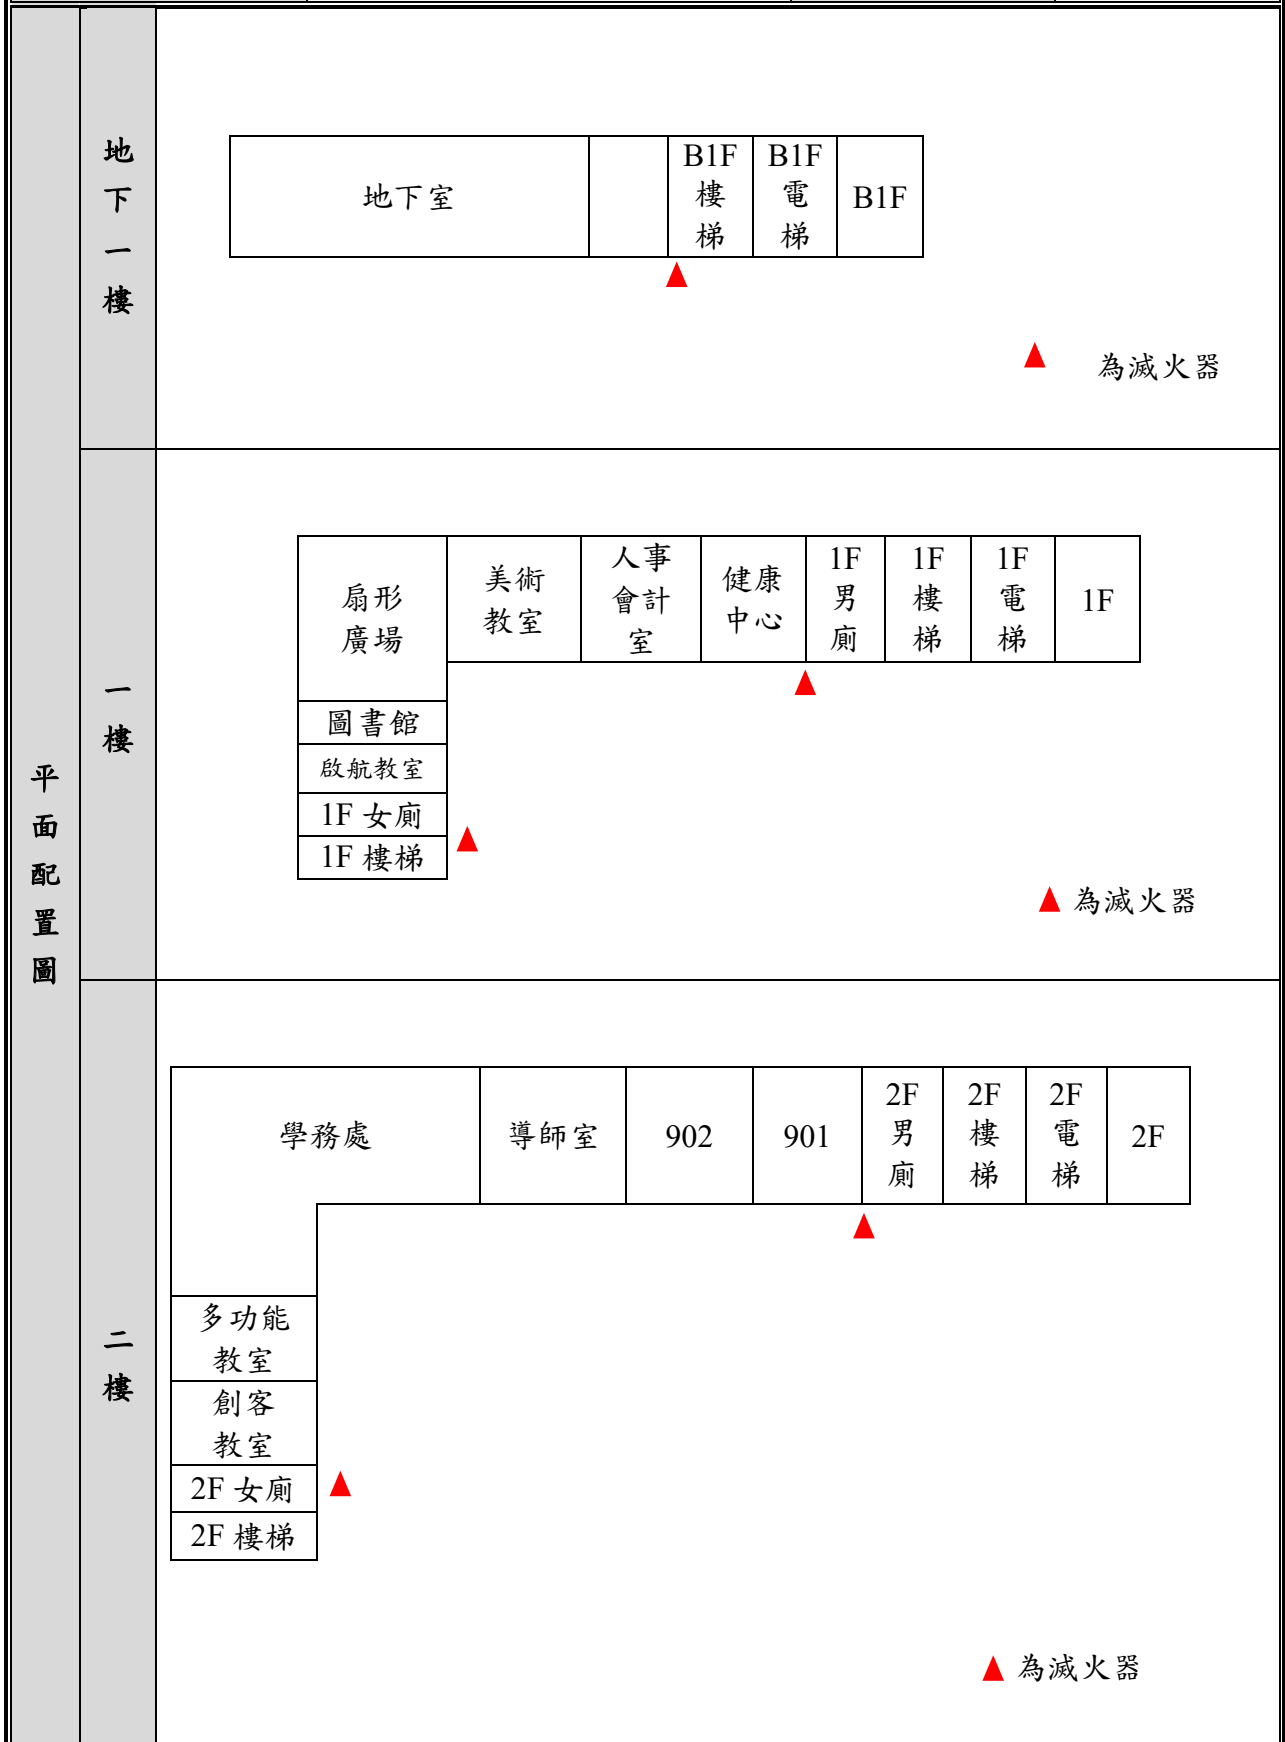 平
面
配
置
圖
地
下
一
樓
地下室
B1F
樓
梯
B1F
電
梯
B1F
為滅火器
一
樓
扇形
廣場
美術
教室
人事
會計
室
健康
中心
1F
男
廁
1F
樓
梯
1F
電
梯
1F
圖書館
啟航教室
1F 女廁
1F 樓梯
為滅火器
二
樓
學務處
導師室
902
901
2F
男
廁
2F
樓
梯
2F
電
梯
2F
多功能
教室
創客
教室
2F 女廁
2F 樓梯
為滅火器